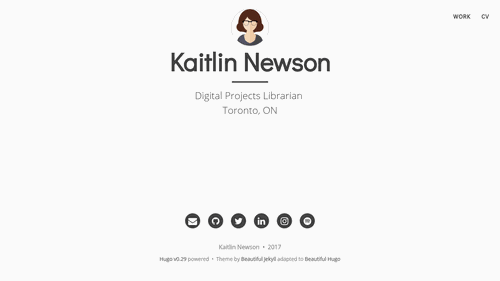 WORK CV
Kaitlin Newson
Digital Projects Librarian
Toronto, ON
Kaitlin Newson • 2017
Hugo v0.29 powered • Theme by Beautiful Jekyll adapted to Beautiful Hugo